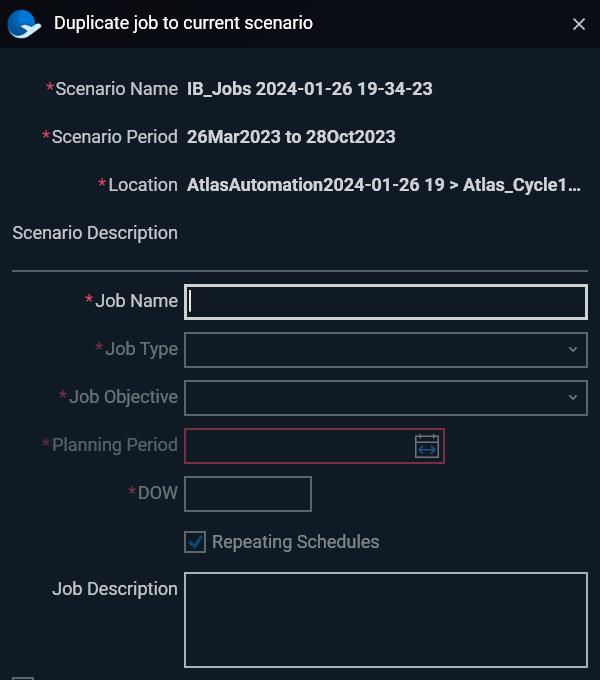 Duplicate job to current scenario
*Scenario Name IB_Jobs 2024-01-26 19-34-23
*Scenario Period 26Mar2023 to 28Oct2023
*Location AtlasAutomation2024-01-26 19 > Atlas_Cycle1...
Scenario Description
*Job Name
*Job Type
*Job Objective
*Planning Period
*DOW
Repeating Schedules
Job Description